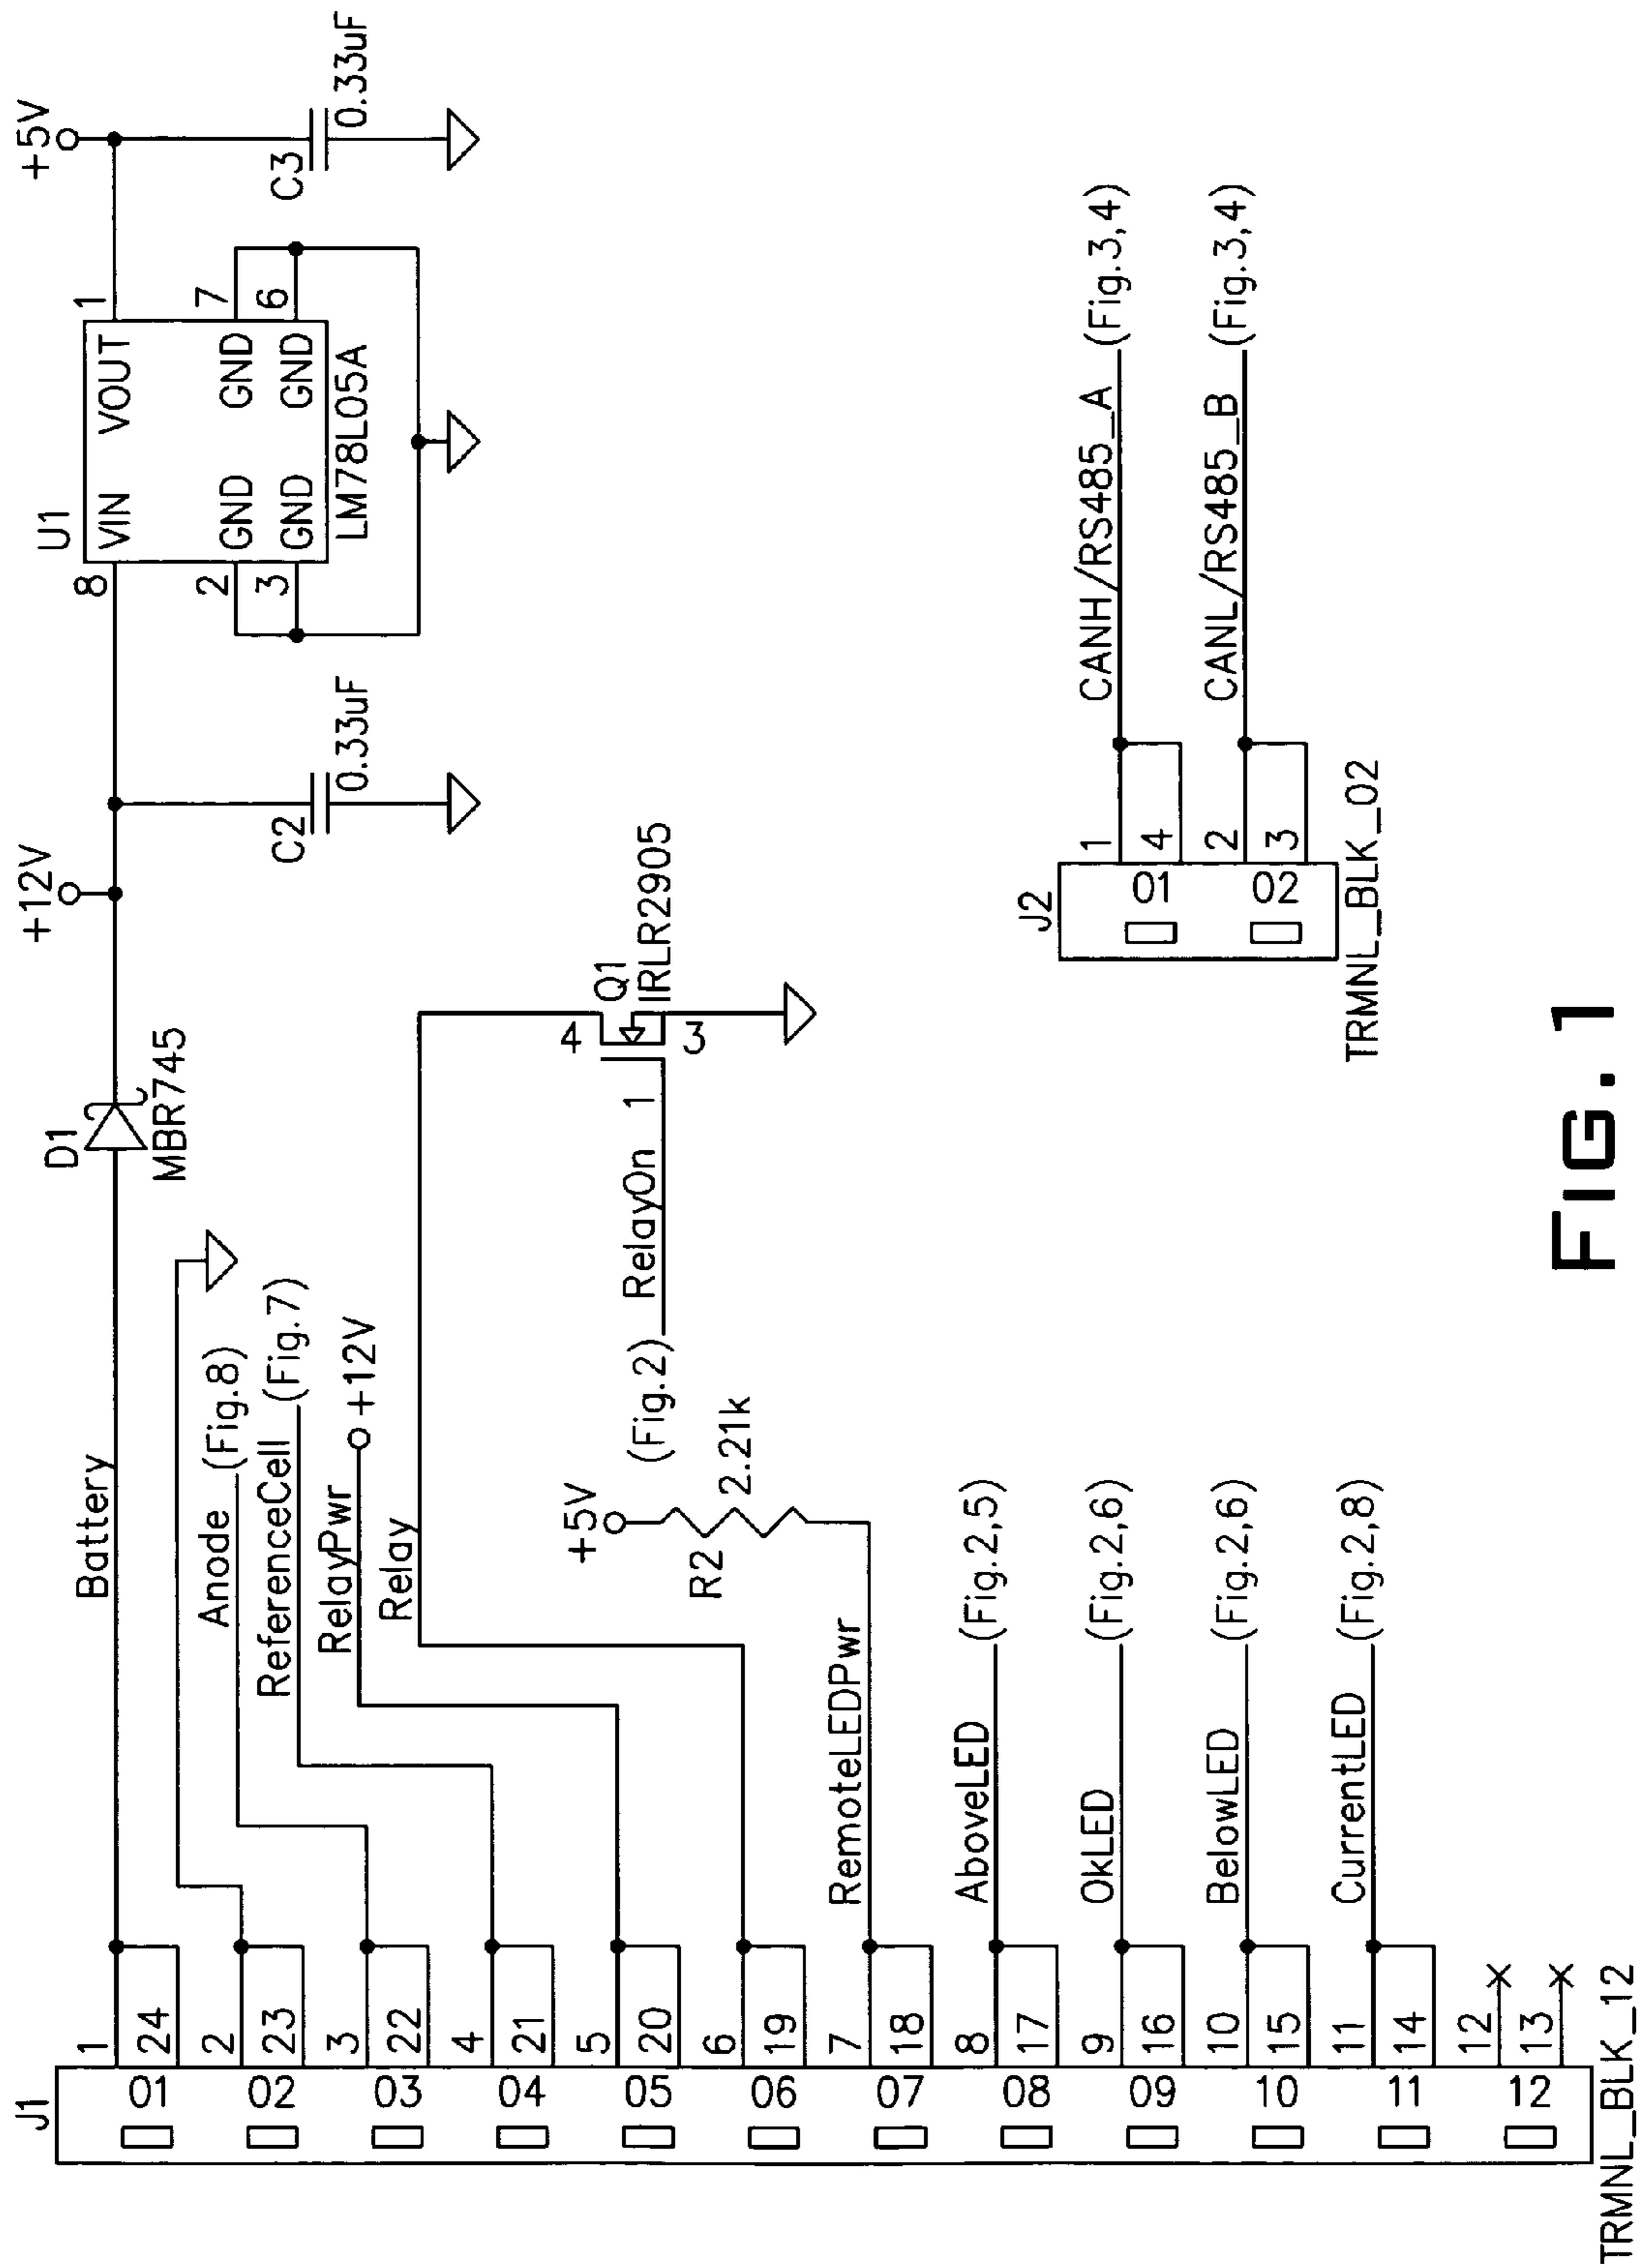 J1
TRMNL_BLK_12
01
02
03
04
05
06
07
08
09
10
11
12
1
24
2
23
3
22
4
21
5
20
6
19
7
18
8
17
9
16
10
15
11
14
12
13
Battery
Anode (Fig.8)
ReferenceCell (Fig.7)
RelayPwr
+12V
Relay
RemoteLEDPwr
AboveLED (Fig.2,5)
OkLED (Fig.2,6)
BelowLED (Fig.2,6)
CurrentLED (Fig.2,8)
+5V
R2
2.21k
(Fig.2) RelayOn 1
4
3
Q1
IRLR2905
D1
MBR745
+12V
C2
0.33uF
U1
8 VIN VOUT 1
2 GND GND 7
3 GND GND 6
LM78L05A
+5V
C3
0.33uF
J2
TRMNL_BLK_02
01
02
1
4
2
3
CANH/RS485_A (Fig.3,4)
CANL/RS485_B (Fig.3,4)
FIG. 1